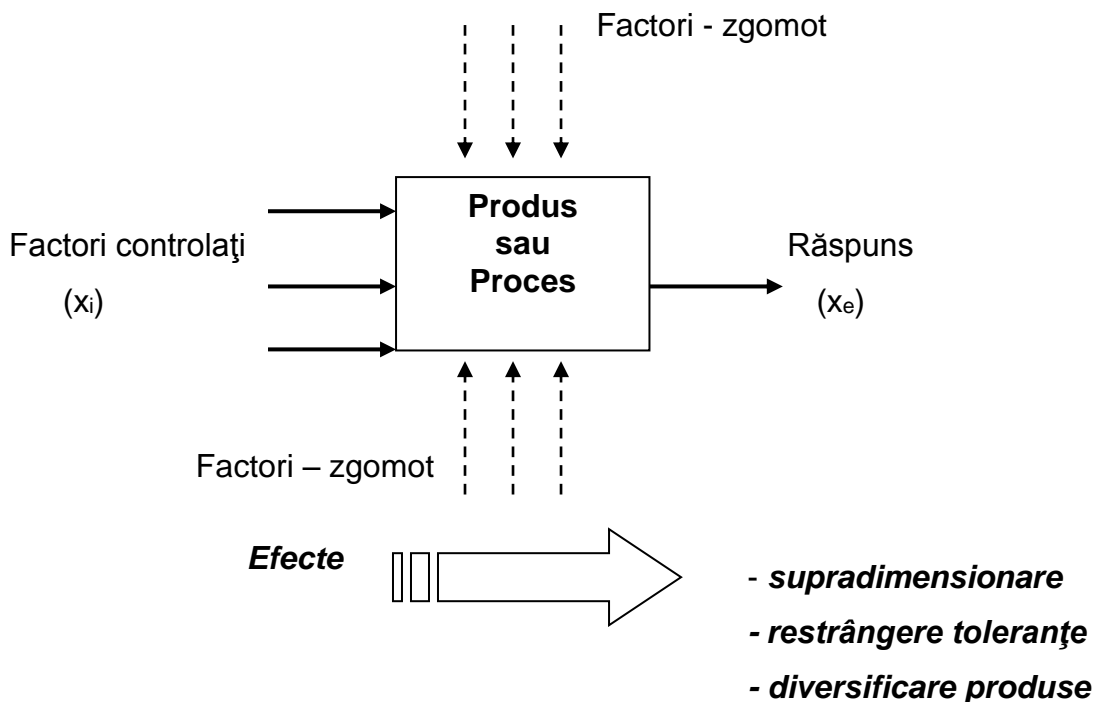 Factori - zgomot
Produs
sau
Proces
Factori controlaţi
(xi)
Răspuns
(xe)
Factori – zgomot
Efecte
- supradimensionare
- restrângere toleranţe
- diversificare produse